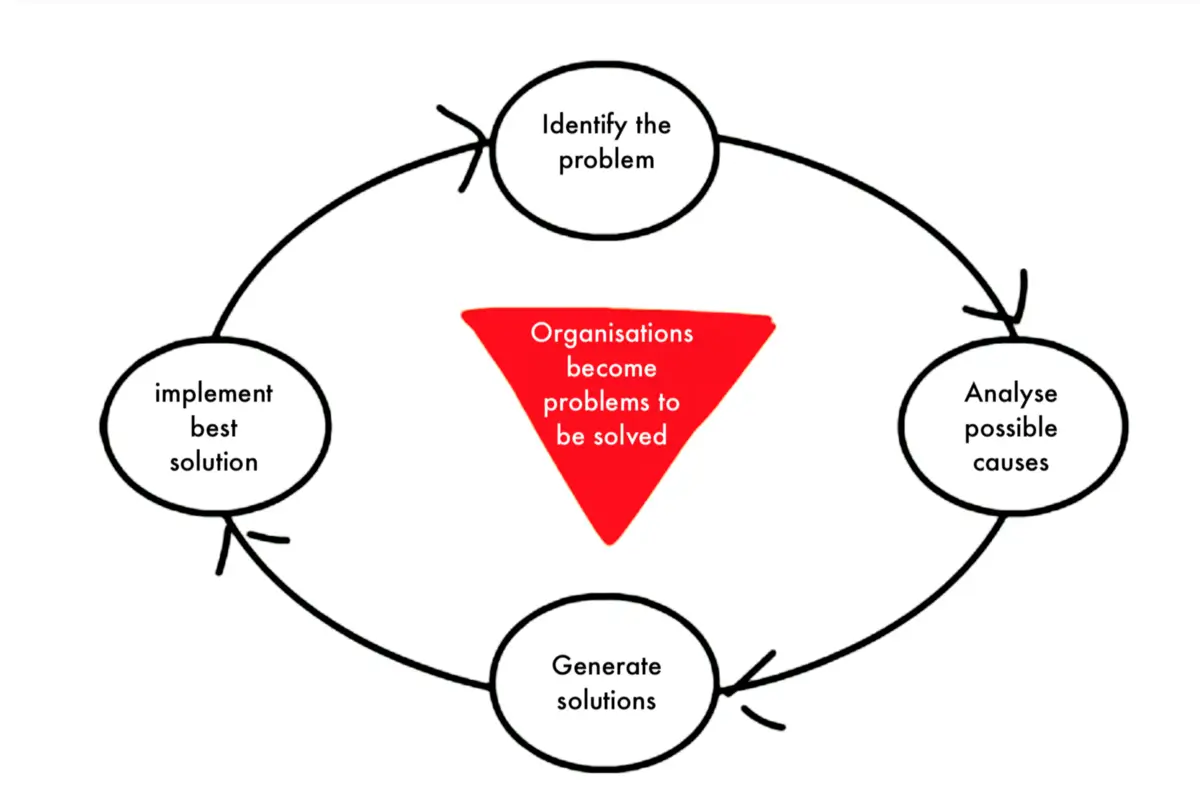 Identify the
problem
Organisations
become
problems to
be solved
implement
best
solution
Analyse
possible
causes
Generate
solutions